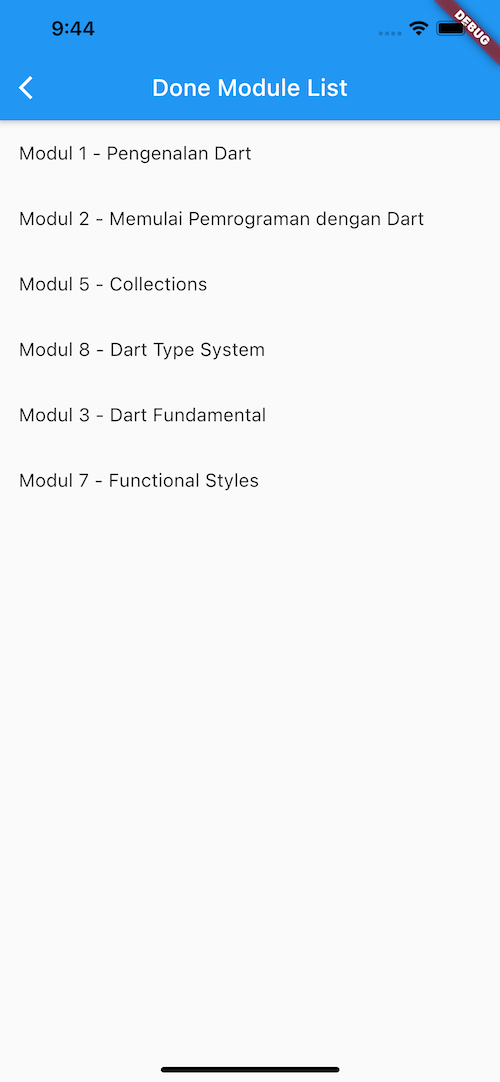 9:44
DEBUG
Done Module List
Modul 1 - Pengenalan Dart
Modul 2 - Memulai Pemrograman dengan Dart
Modul 5 - Collections
Modul 8 - Dart Type System
Modul 3 - Dart Fundamental
Modul 7 - Functional Styles